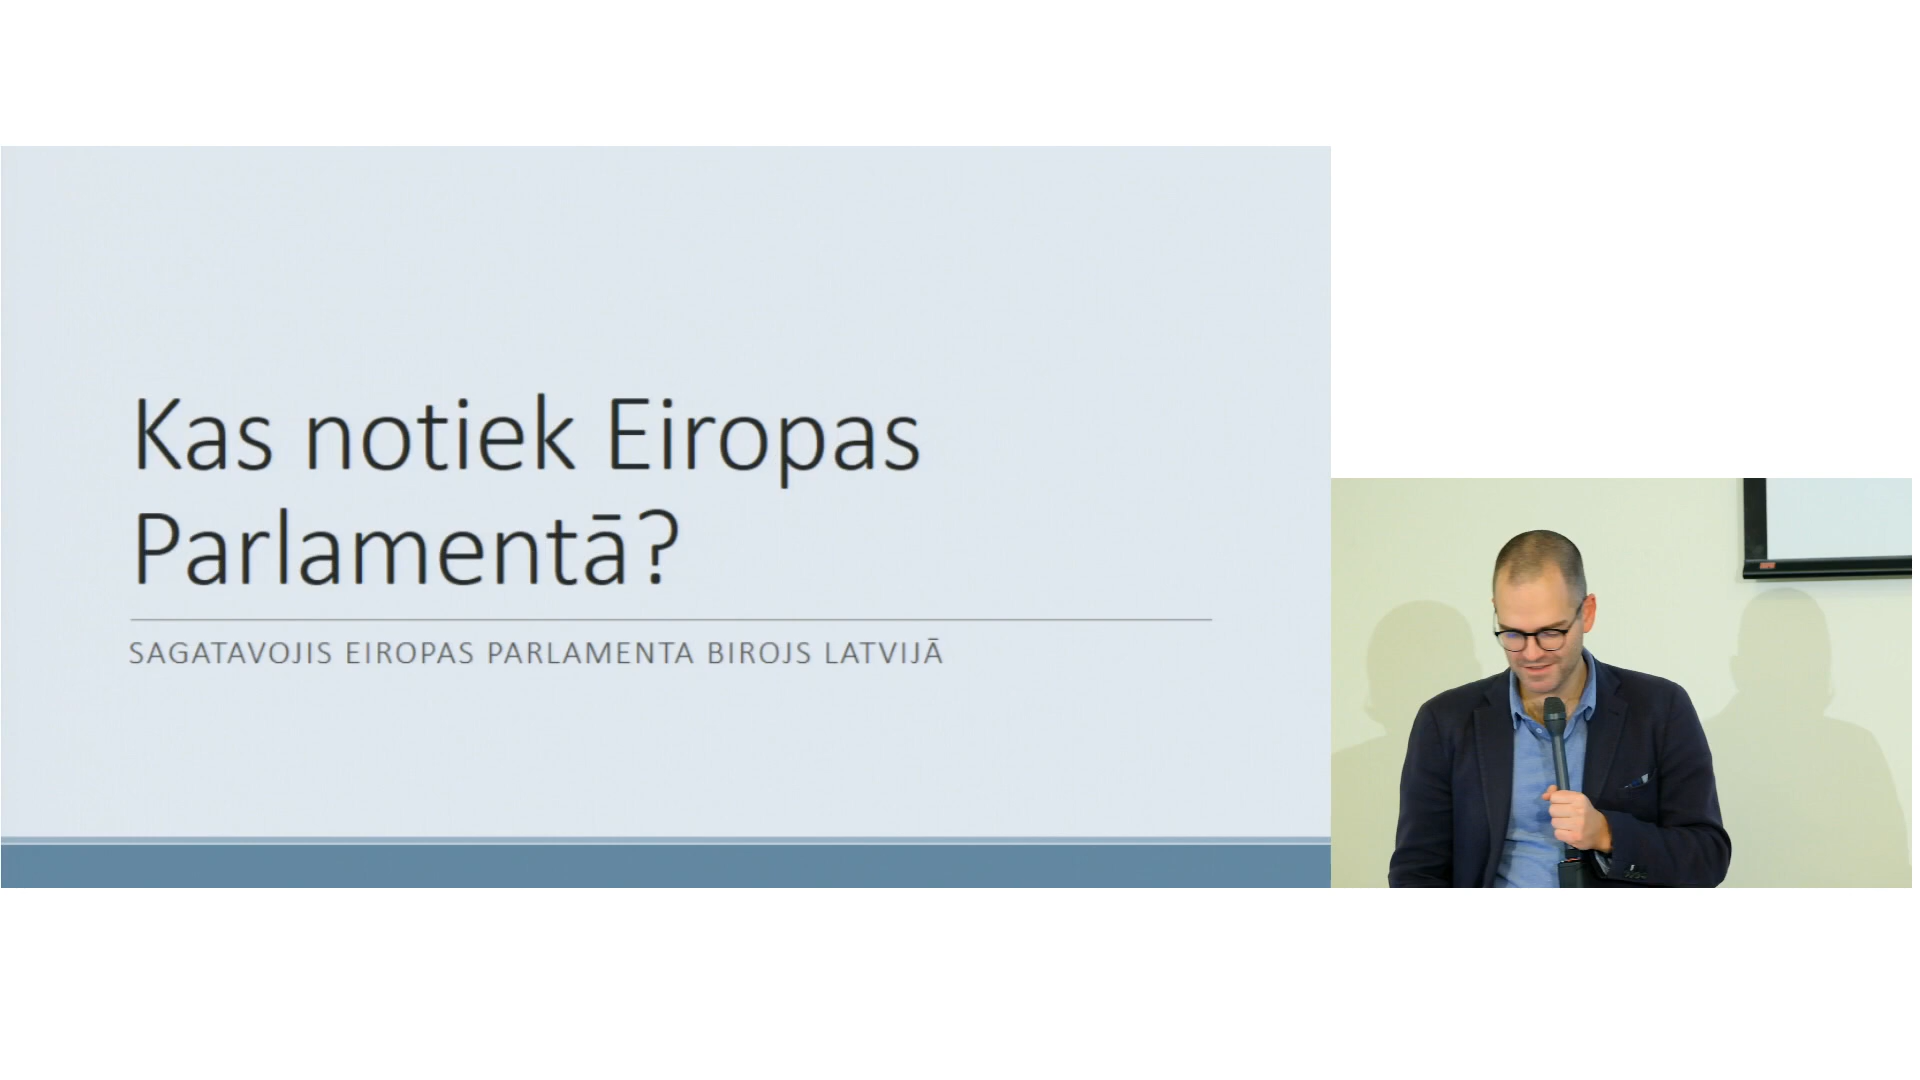 Kas notiek Eiropas
Parlamentā?
SAGATAVOJIS EIROPAS PARLAMENTA BIROJS LATVIJĀ